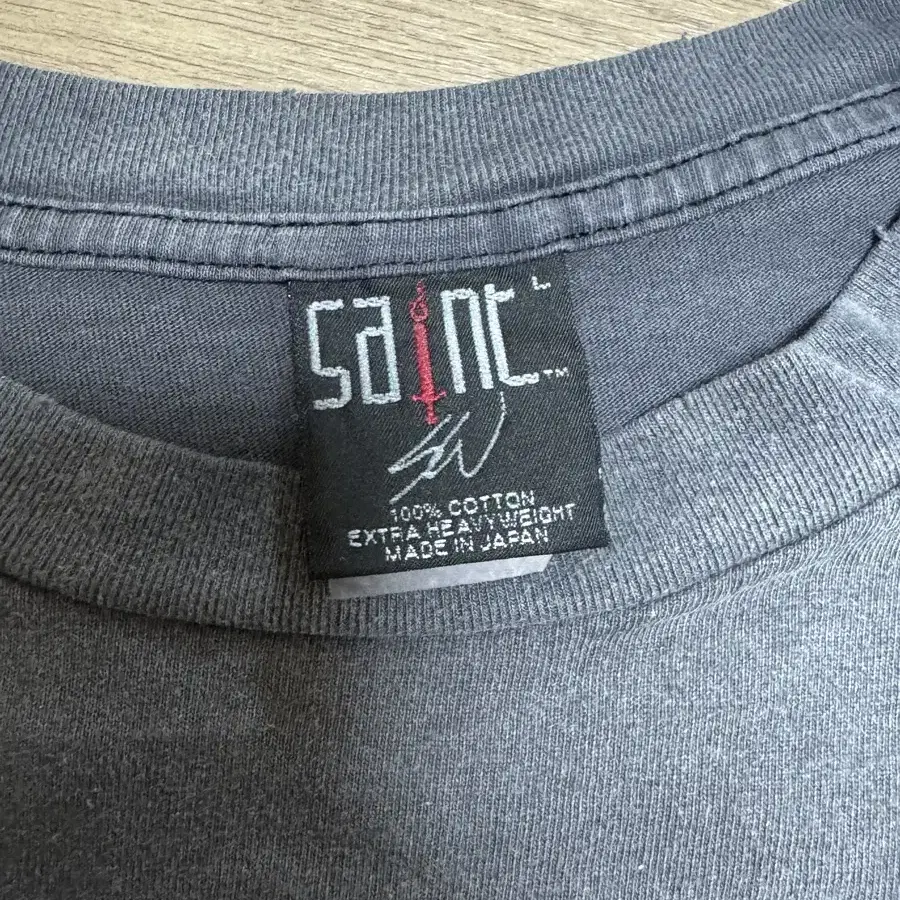 saint L
™
100% COTTON
EXTRA HEAVYWEIGHT
MADE IN JAPAN